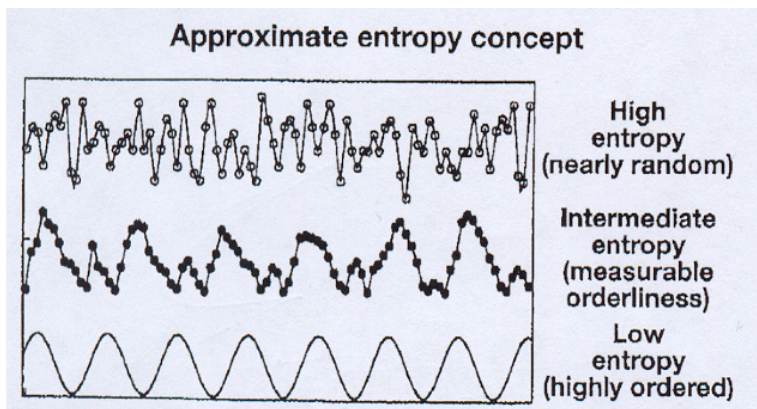 Approximate entropy concept
High
entropy
(nearly random)
Intermediate
entropy
(measurable
orderliness)
Low
entropy
(highly ordered)